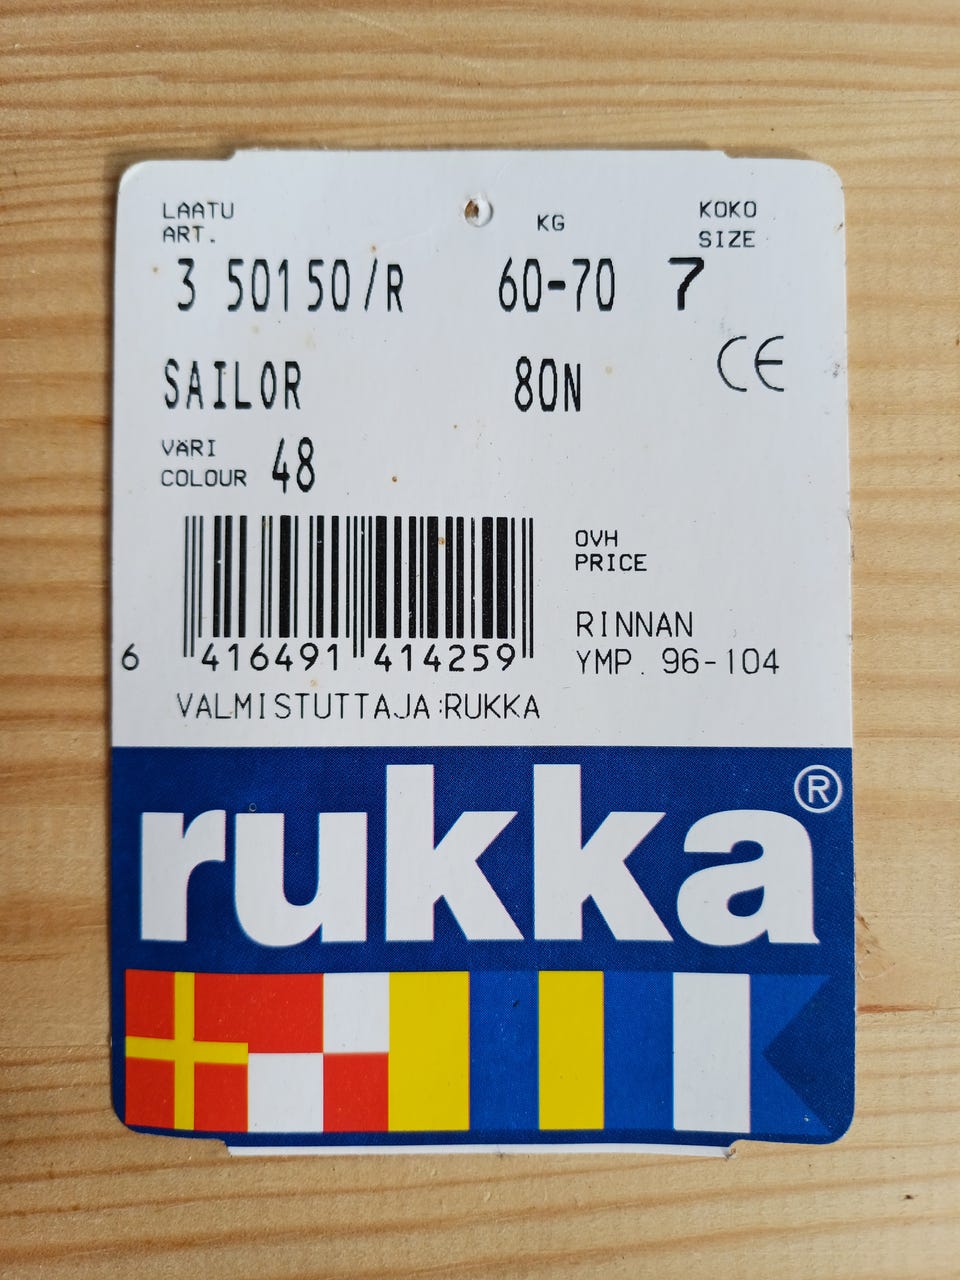 LAATU
ART.
KG
KOKO
SIZE
3 50150/R 60-70 7
SAILOR 80N CE
VÄRI
COLOUR 48
OVH
PRICE
RINNAN
YMP. 96-104
6 416491 414259
VALMISTUTTAJA:RUKKA
rukka®